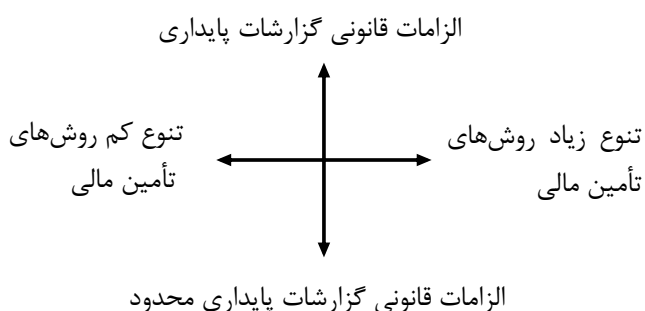 الزامات قانونی گزارشات پایداری
تنوع زیاد روش‌های
تأمین مالی
تنوع کم روش‌های
تأمین مالی
الزامات قانونی گزارشات پایداری محدود